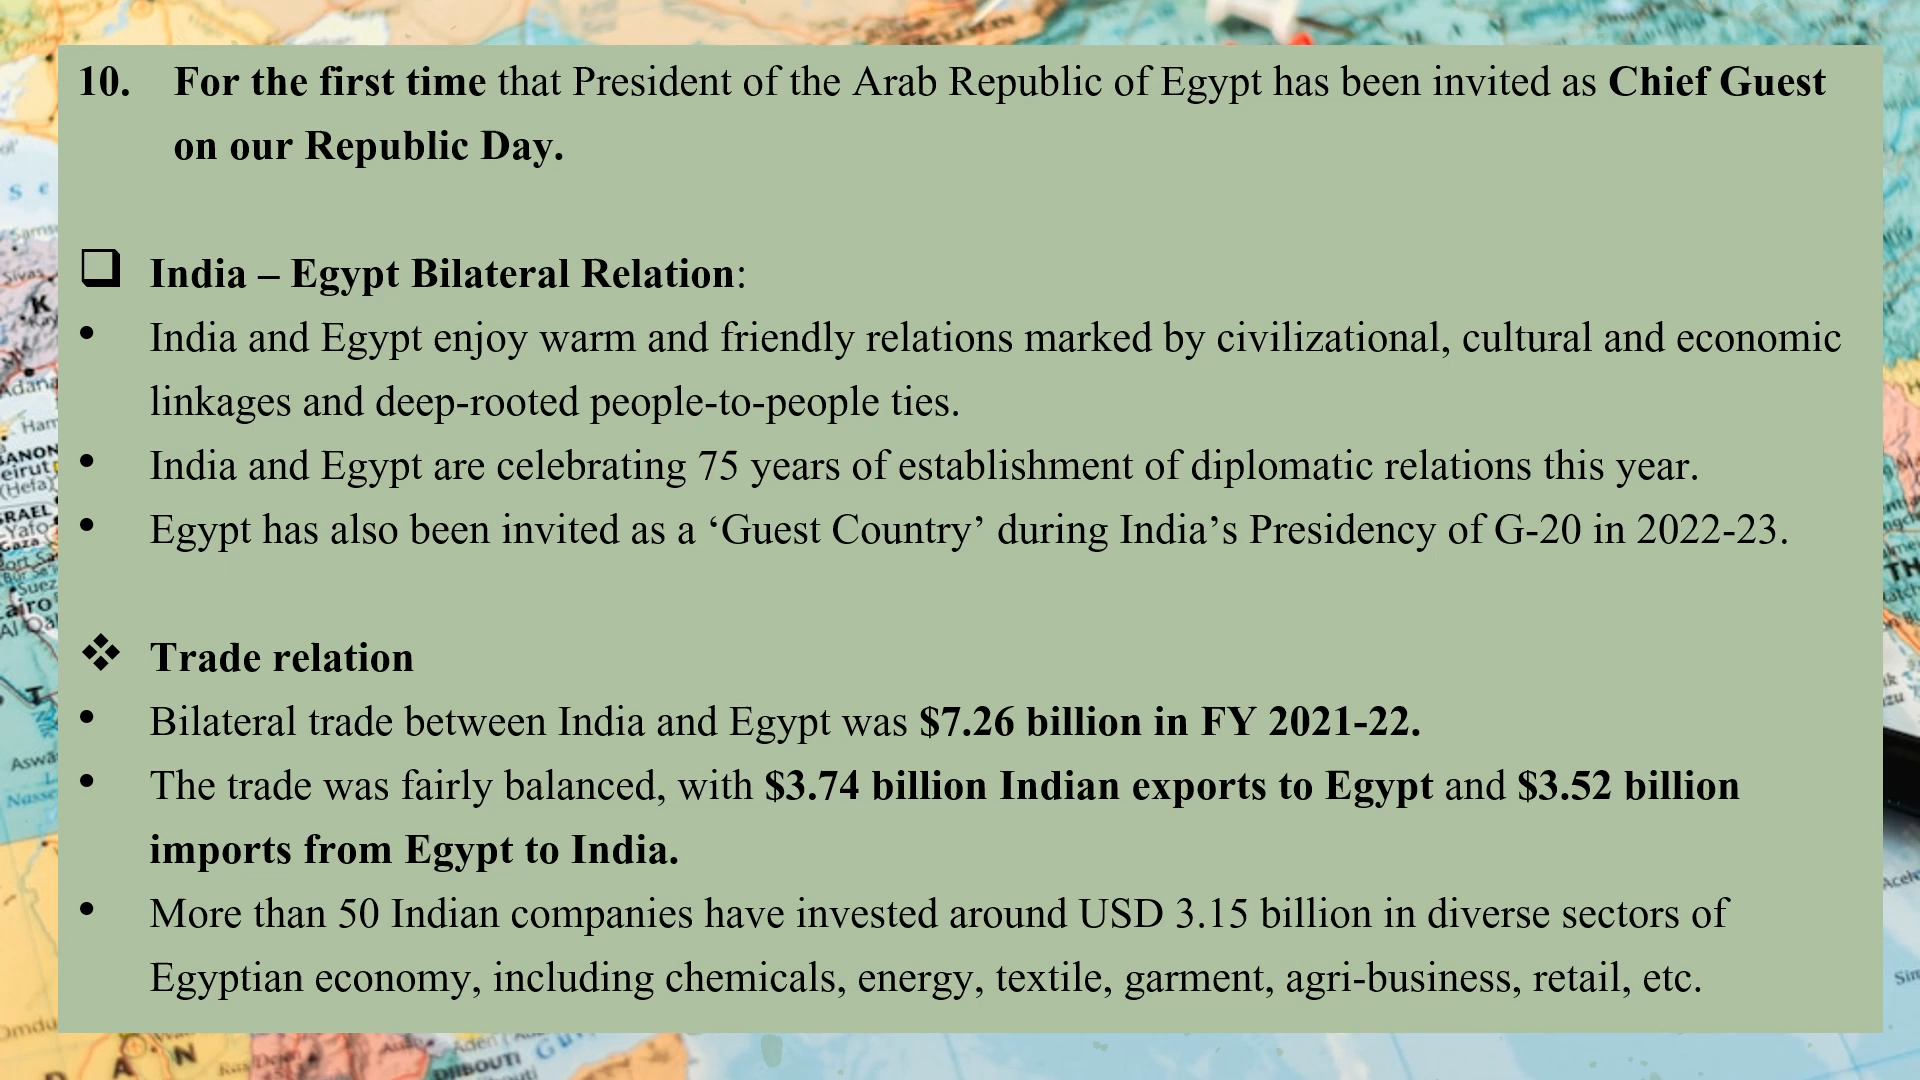 10. For the first time that President of the Arab Republic of Egypt has been invited as Chief Guest
on our Republic Day.
❑ India – Egypt Bilateral Relation:
• India and Egypt enjoy warm and friendly relations marked by civilizational, cultural and economic
linkages and deep-rooted people-to-people ties.
• India and Egypt are celebrating 75 years of establishment of diplomatic relations this year.
• Egypt has also been invited as a ‘Guest Country’ during India’s Presidency of G-20 in 2022-23.
❖ Trade relation
• Bilateral trade between India and Egypt was $7.26 billion in FY 2021-22.
• The trade was fairly balanced, with $3.74 billion Indian exports to Egypt and $3.52 billion
imports from Egypt to India.
• More than 50 Indian companies have invested around USD 3.15 billion in diverse sectors of
Egyptian economy, including chemicals, energy, textile, garment, agri-business, retail, etc.
DJIBOUTI